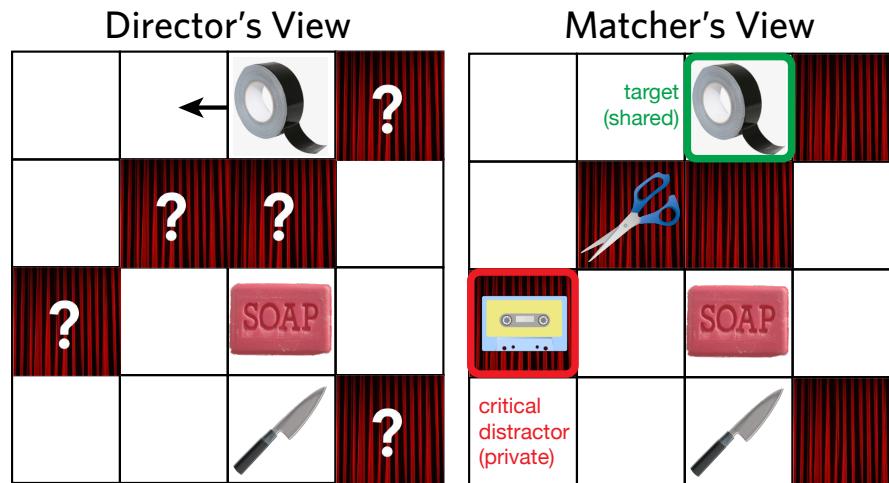 Director's View
Matcher's View
?
target
(shared)
? ?
?
SOAP
SOAP
?
critical
distractor
(private)